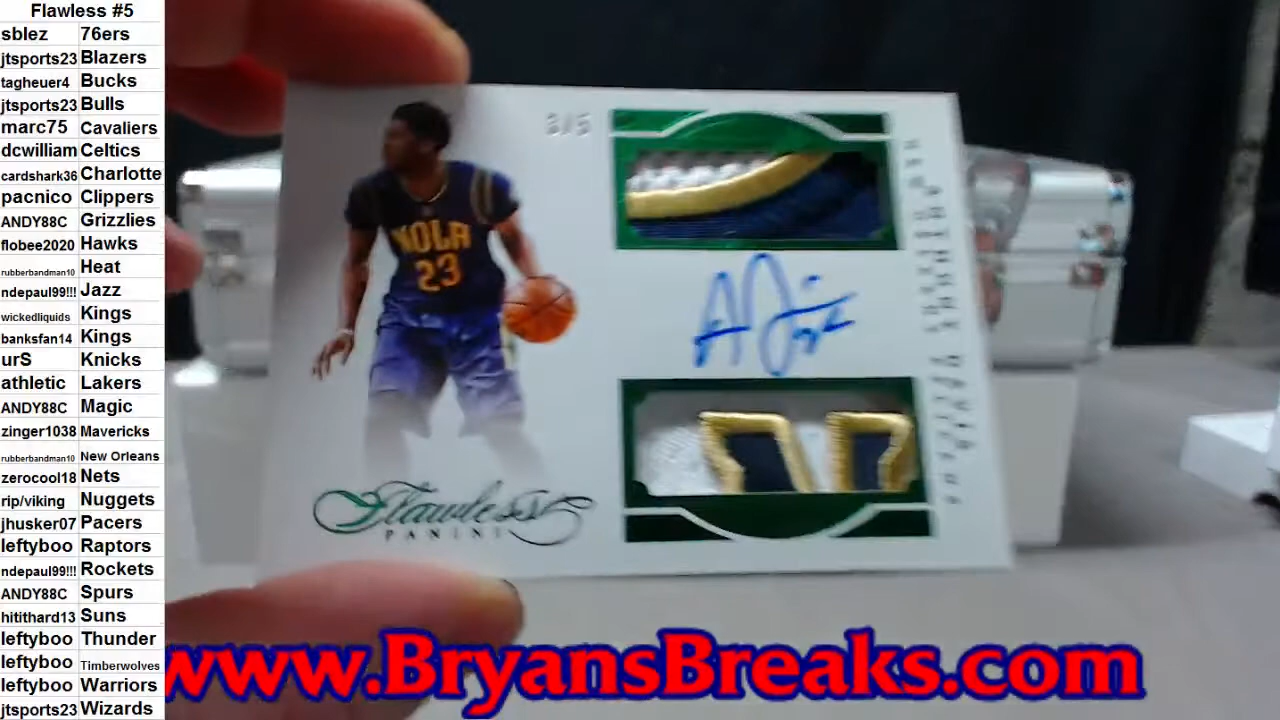 Flawless #5
sblez 76ers
jtsports23 Blazers
tagheuer4 Bucks
jtsports23 Bulls
marc75 Cavaliers
dcwilliam Celtics
cardshark36 Charlotte
pacnico Clippers
ANDY88C Grizzlies
flobee2020 Hawks
rubberbandman10 Heat
ndepaul99!!! Jazz
wickedliquids Kings
banksfan14 Kings
urS Knicks
athletic Lakers
ANDY88C Magic
zinger1038 Mavericks
rubberbandman10 New Orleans
zerocool18 Nets
rip/viking Nuggets
jhusker07 Pacers
leftyboo Raptors
ndepaul99!!! Rockets
ANDY88C Spurs
hitithard13 Suns
leftyboo Thunder
leftyboo Timberwolves
leftyboo Warriors
jtsports23 Wizards
NOLA
23
Flawless
PANINI
www.BryansBreaks.com